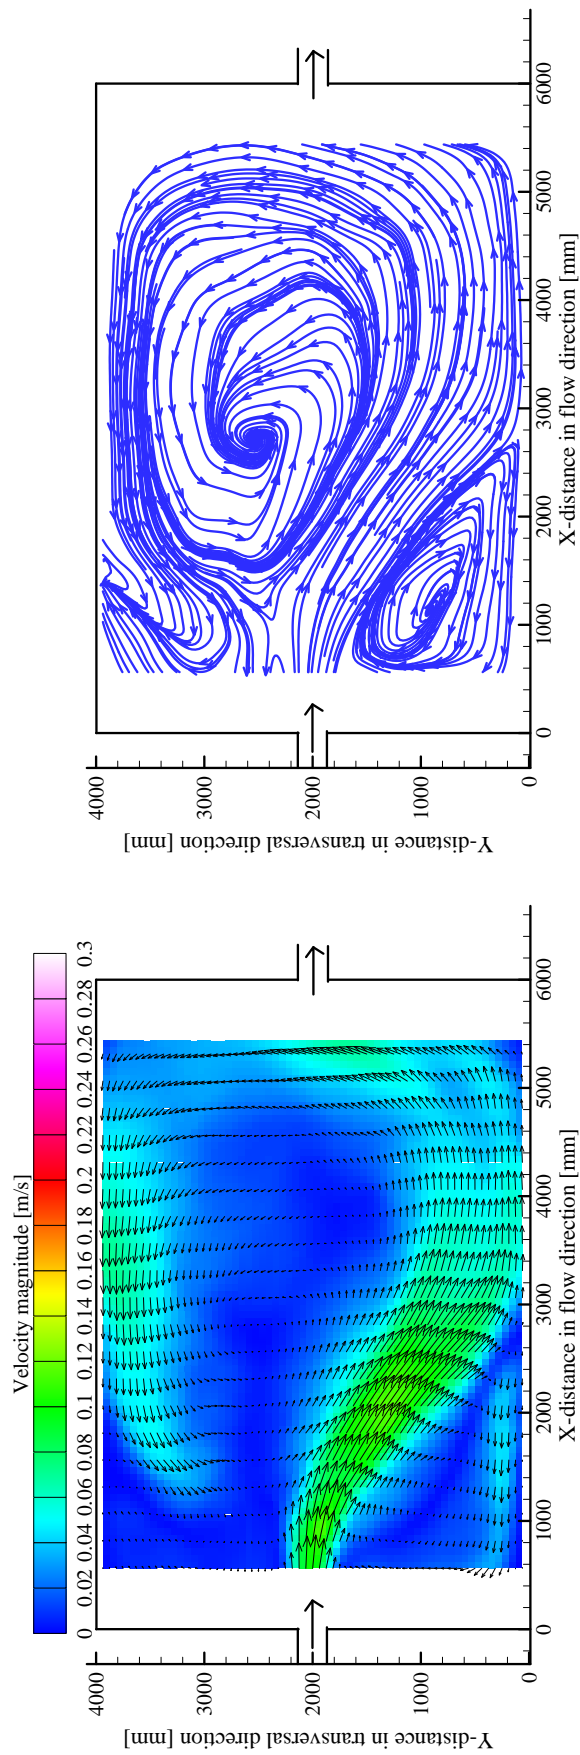 Velocity magnitude [m/s]
0 0.02 0.04 0.06 0.08 0.1 0.12 0.14 0.16 0.18 0.2 0.22 0.24 0.26 0.28 0.3
Y-distance in transversal direction [mm]
4000
3000
2000
1000
0
0 1000 2000 3000 4000 5000 6000
X-distance in flow direction [mm]
Y-distance in transversal direction [mm]
4000
3000
2000
1000
0
0 1000 2000 3000 4000 5000 6000
X-distance in flow direction [mm]